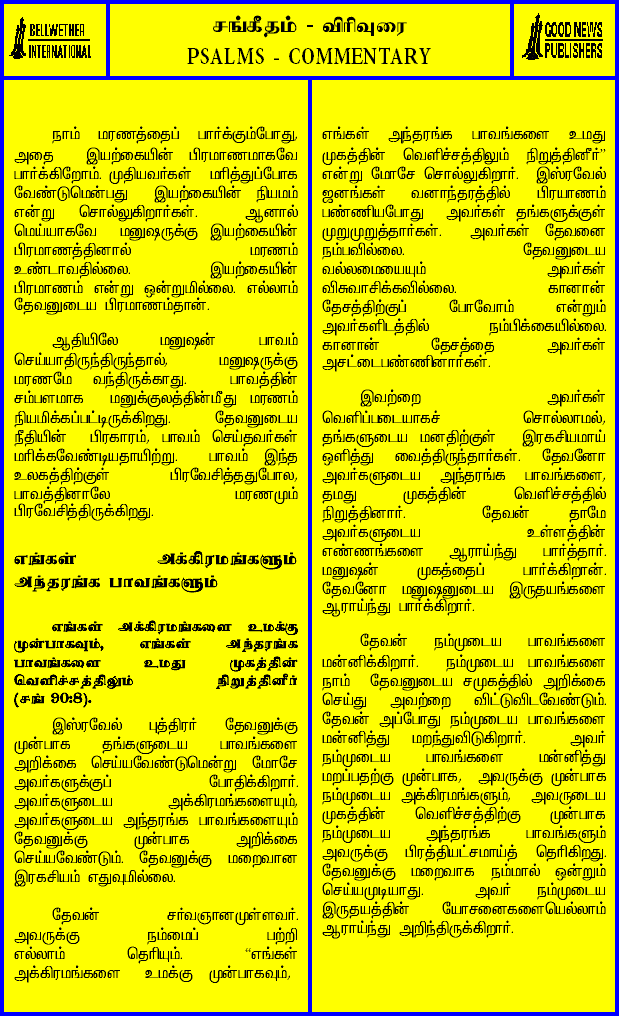 BELLWETHER
INTERNATIONAL
சங்கீதம் - விரிவுரை
PSALMS - COMMENTARY
GOOD NEWS
PUBLISHERS
நாம் மரணத்தைப் பார்க்கும்போது,
அதை இயற்கையின் பிரமாணமாகவே
பார்க்கிறோம். முதியவர்கள் மரித்துப்போக
வேண்டுமென்பது இயற்கையின் நியமம்
என்று சொல்லுகிறார்கள். ஆனால்
மெய்யாகவே மனுஷருக்கு இயற்கையின்
பிரமாணத்தினால் மரணம்
உண்டாவதில்லை. இயற்கையின்
பிரமாணம் என்று ஒன்றுமில்லை. எல்லாம்
தேவனுடைய பிரமாணம்தான்.
ஆதியிலே மனுஷன் பாவம்
செய்யாதிருந்திருந்தால், மனுஷருக்கு
மரணமே வந்திருக்காது. பாவத்தின்
சம்பளமாக மனுக்குலத்தின்மீது மரணம்
நியமிக்கப்பட்டிருக்கிறது. தேவனுடைய
நீதியின் பிரகாரம், பாவம் செய்தவர்கள்
மரிக்கவேண்டியதாயிற்று. பாவம் இந்த
உலகத்திற்குள் பிரவேசித்ததுபோல,
பாவத்தினாலே மரணமும்
பிரவேசித்திருக்கிறது.
எங்கள் அக்கிரமங்களும்
அந்தரங்க பாவங்களும்
எங்கள் அக்கிரமங்களை உமக்கு
முன்பாகவும், எங்கள் அந்தரங்க
பாவங்களை உமது முகத்தின்
வெளிச்சத்திலும் நிறுத்தினீர்
(சங் 90:8).
இஸ்ரவேல் புத்திரர் தேவனுக்கு
முன்பாக தங்களுடைய பாவங்களை
அறிக்கை செய்யவேண்டுமென்று மோசே
அவர்களுக்குப் போதிக்கிறார்.
அவர்களுடைய அக்கிரமங்களையும்,
அவர்களுடைய அந்தரங்க பாவங்களையும்
தேவனுக்கு முன்பாக அறிக்கை
செய்யவேண்டும். தேவனுக்கு மறைவான
இரகசியம் எதுவுமில்லை.
தேவன் சர்வஞானமுள்ளவர்.
அவருக்கு நம்மைப் பற்றி
எல்லாம் தெரியும். “எங்கள்
அக்கிரமங்களை உமக்கு முன்பாகவும்,
எங்கள் அந்தரங்க பாவங்களை உமது
முகத்தின் வெளிச்சத்திலும் நிறுத்தினீர்”
என்று மோசே சொல்லுகிறார். இஸ்ரவேல்
ஜனங்கள் வனாந்தரத்தில் பிரயாணம்
பண்ணியபோது அவர்கள் தங்களுக்குள்
முறுமுறுத்தார்கள். அவர்கள் தேவனை
நம்பவில்லை. தேவனுடைய
வல்லமையையும் அவர்கள்
விசுவாசிக்கவில்லை. கானான்
தேசத்திற்குப் போவோம் என்றும்
அவர்களிடத்தில் நம்பிக்கையில்லை.
கானான் தேசத்தை அவர்கள்
அசட்டைபண்ணினார்கள்.
இவற்றை அவர்கள்
வெளிப்படையாகச் சொல்லாமல்,
தங்களுடைய மனதிற்குள் இரகசியமாய்
ஒளித்து வைத்திருந்தார்கள். தேவனோ
அவர்களுடைய அந்தரங்க பாவங்களை,
தமது முகத்தின் வெளிச்சத்தில்
நிறுத்தினார். தேவன் தாமே
அவர்களுடைய உள்ளத்தின்
எண்ணங்களை ஆராய்ந்து பார்த்தார்.
மனுஷன் முகத்தைப் பார்க்கிறான்.
தேவனோ மனுஷனுடைய இருதயங்களை
ஆராய்ந்து பார்க்கிறார்.
தேவன் நம்முடைய பாவங்களை
மன்னிக்கிறார். நம்முடைய பாவங்களை
நாம் தேவனுடைய சமுகத்தில் அறிக்கை
செய்து அவற்றை விட்டுவிடவேண்டும்.
தேவன் அப்போது நம்முடைய பாவங்களை
மன்னித்து மறந்துவிடுகிறார். அவர்
நம்முடைய பாவங்களை மன்னித்து
மறப்பதற்கு முன்பாக, அவருக்கு முன்பாக
நம்முடைய அக்கிரமங்களும், அவருடைய
முகத்தின் வெளிச்சத்திற்கு முன்பாக
நம்முடைய அந்தரங்க பாவங்களும்
அவருக்கு பிரத்தியட்சமாய்த் தெரிகிறது.
தேவனுக்கு மறைவாக நம்மால் ஒன்றும்
செய்யமுடியாது. அவர் நம்முடைய
இருதயத்தின் யோசனைகளையெல்லாம்
ஆராய்ந்து அறிந்திருக்கிறார்.